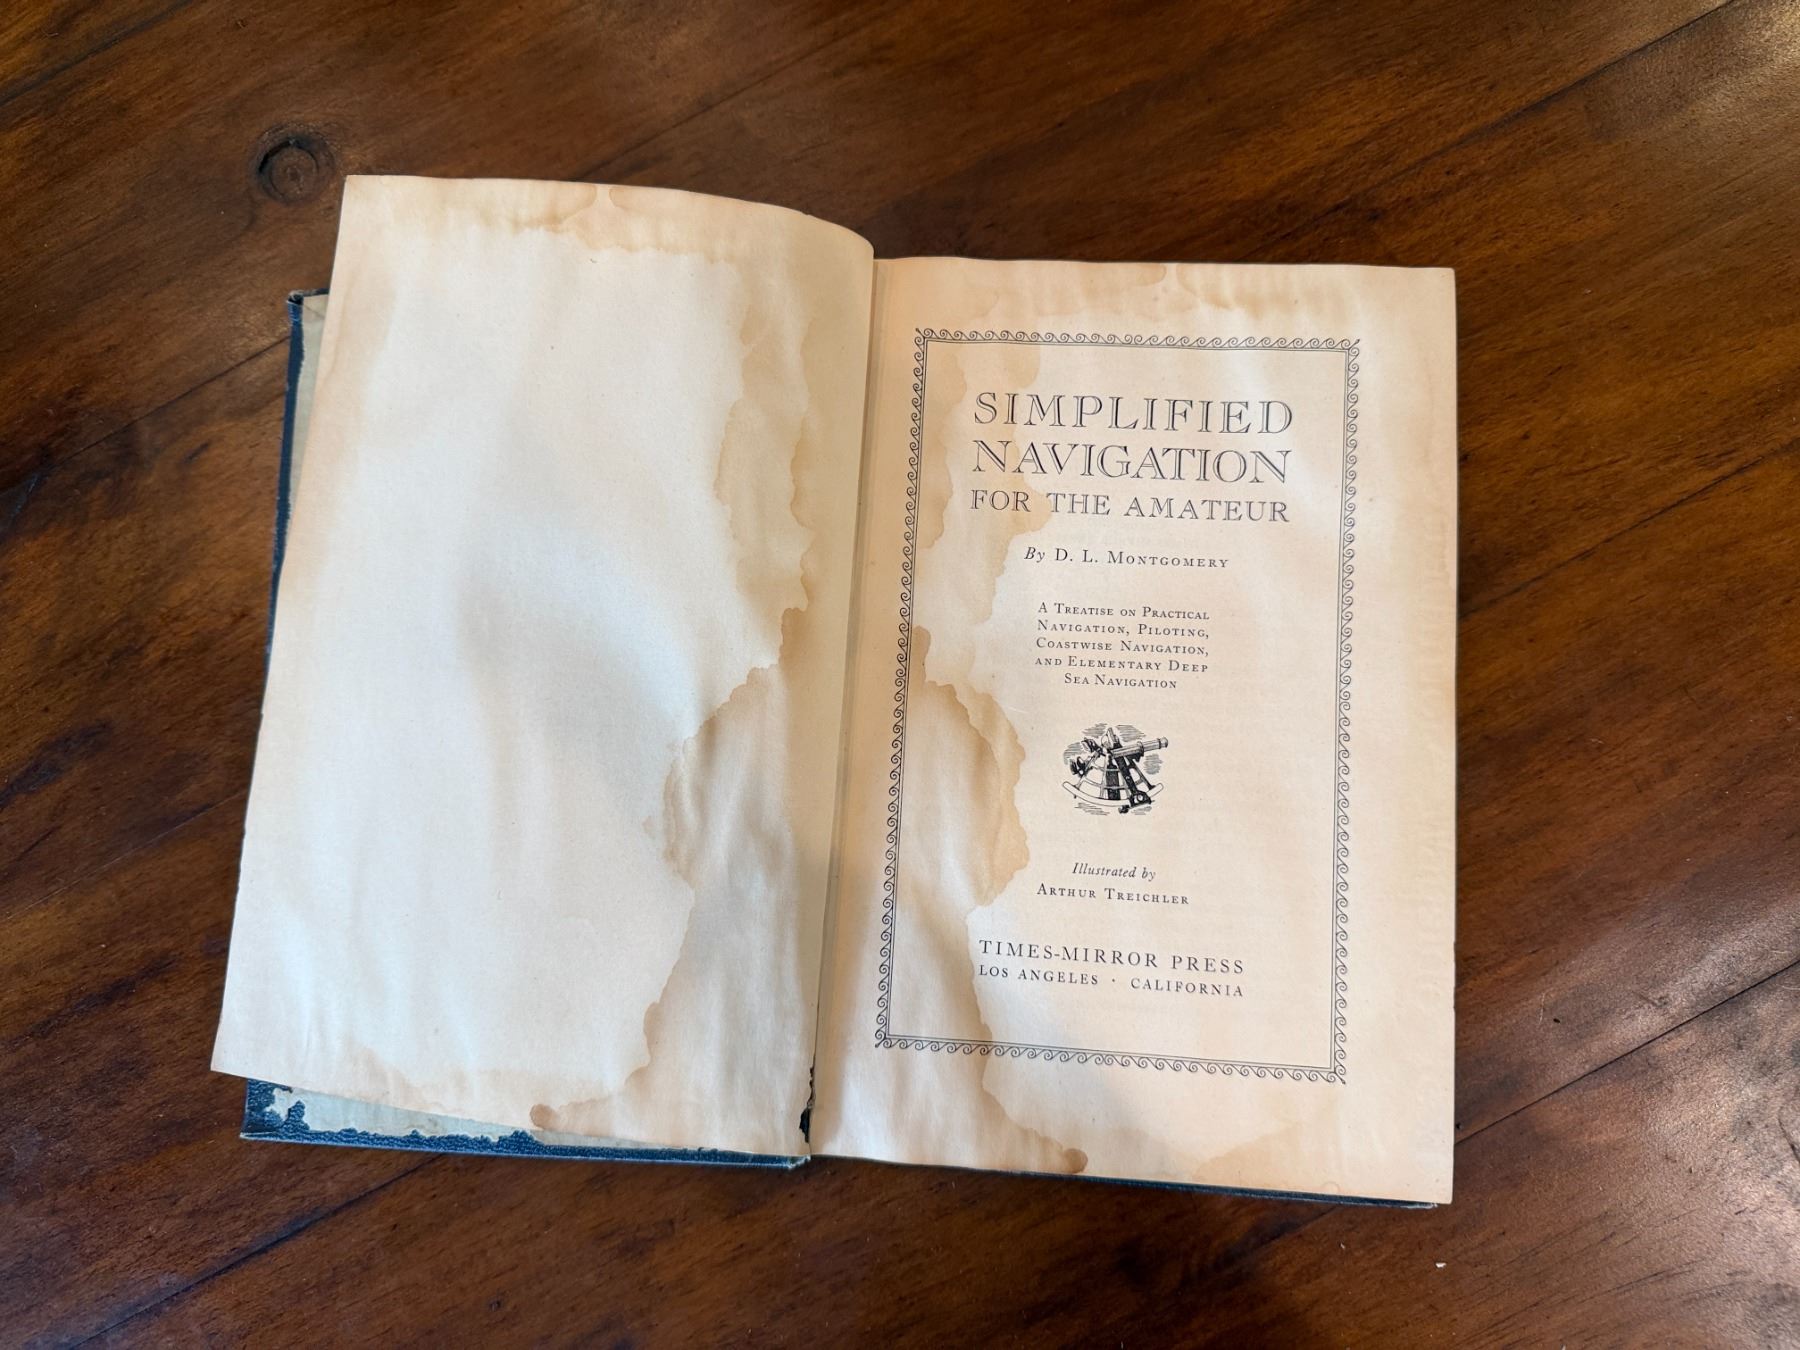 SIMPLIFIED
NAVIGATION
FOR THE AMATEUR
By D. L. MONTGOMERY
A TREATISE ON PRACTICAL
NAVIGATION, PILOTING,
COASTWISE NAVIGATION,
AND ELEMENTARY DEEP
SEA NAVIGATION
Illustrated by
ARTHUR TREICHLER
TIMES-MIRROR PRESS
LOS ANGELES · CALIFORNIA